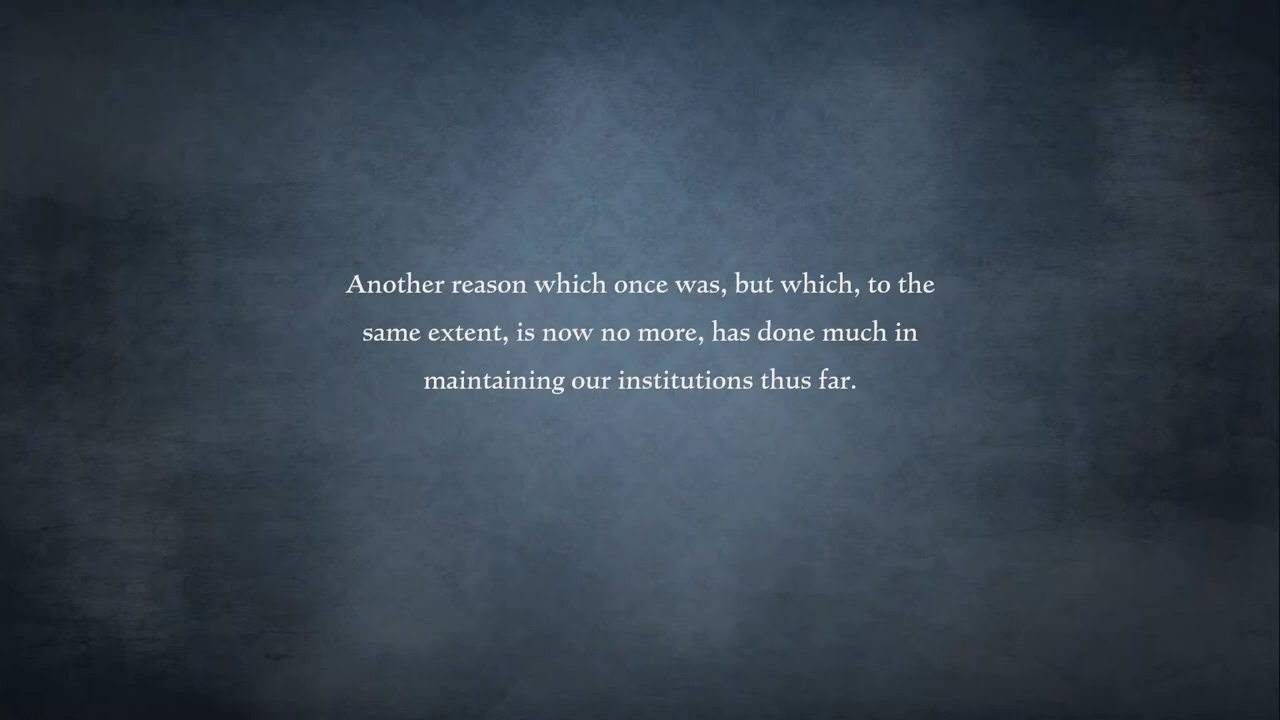 Another reason which once was, but which, to the
same extent, is now no more, has done much in
maintaining our institutions thus far.